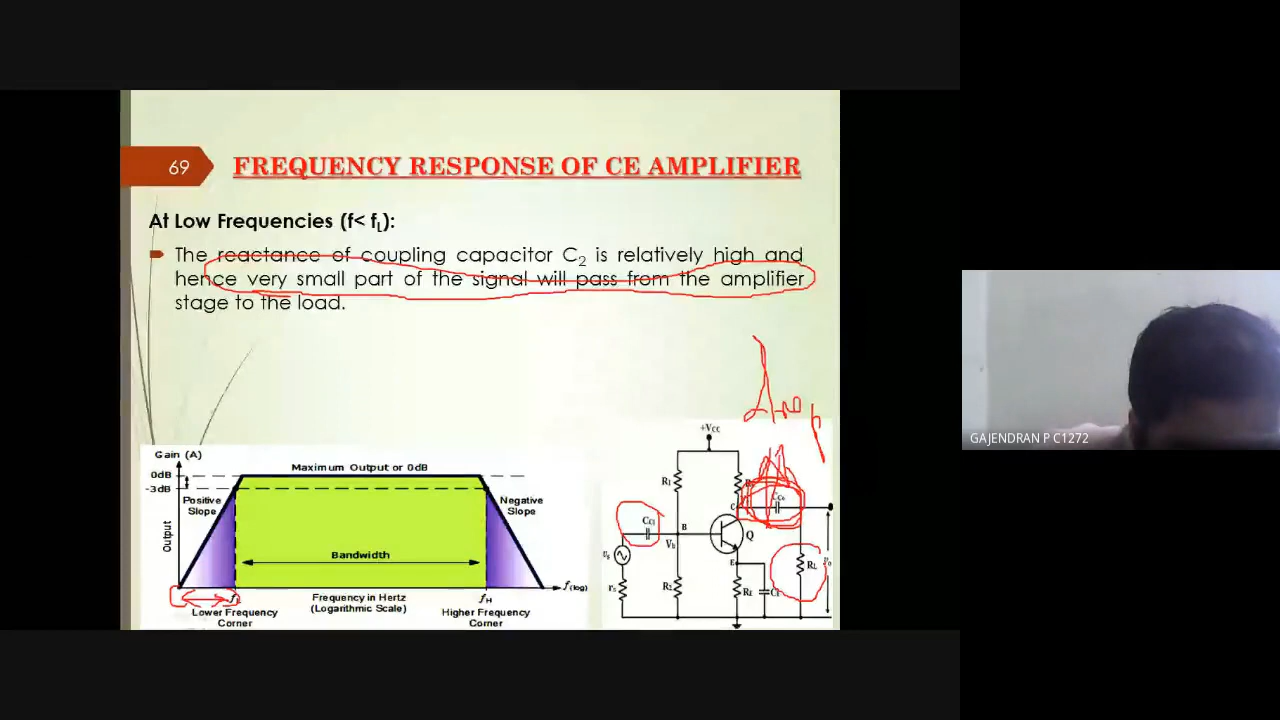 69
FREQUENCY RESPONSE OF CE AMPLIFIER
At Low Frequencies (f< fL):
The reactance of coupling capacitor C2 is relatively high and
hence very small part of the signal will pass from the amplifier
stage to the load.
Drop
Gain (A)
0dB
-3dB
Maximum Output or 0dB
Positive
Slope
Negative
Slope
Output
Bandwidth
f(log)
Frequency in Hertz
(Logarithmic Scale)
fH
Lower Frequency
Corner
Higher Frequency
Corner
+VCC
R1
C
CC1
B
Q
E
R2
RE
RL
GAJENDRAN P C1272